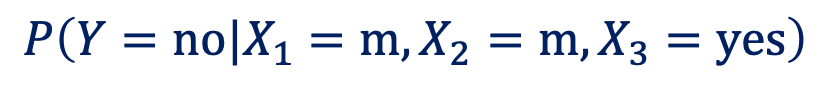 P(Y = no|X₁ = m, X₂ = m, X₃ = yes)